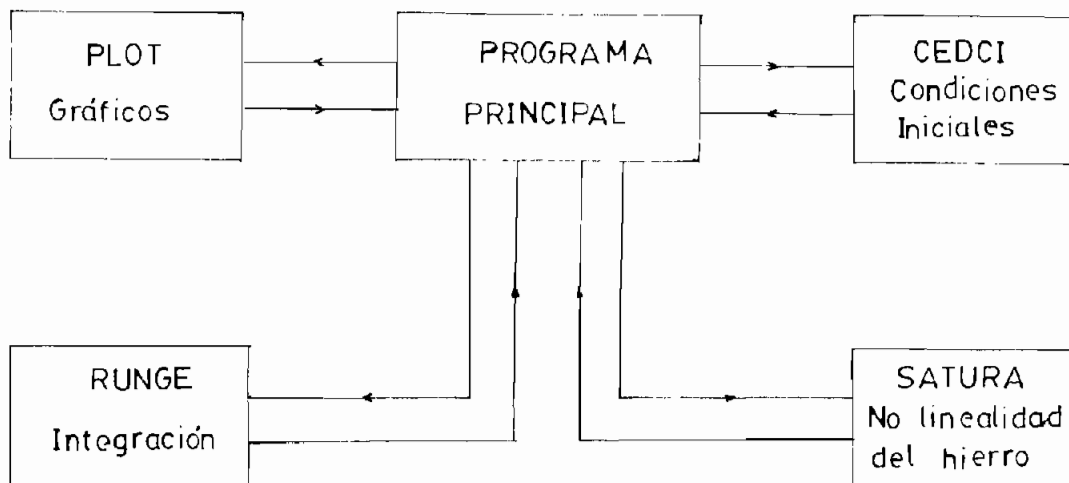 PLOT
Gráficos
PROGRAMA
PRINCIPAL
CEDCI
Condiciones
Iniciales
RUNGE
Integración
SATURA
No linealidad
del hierro